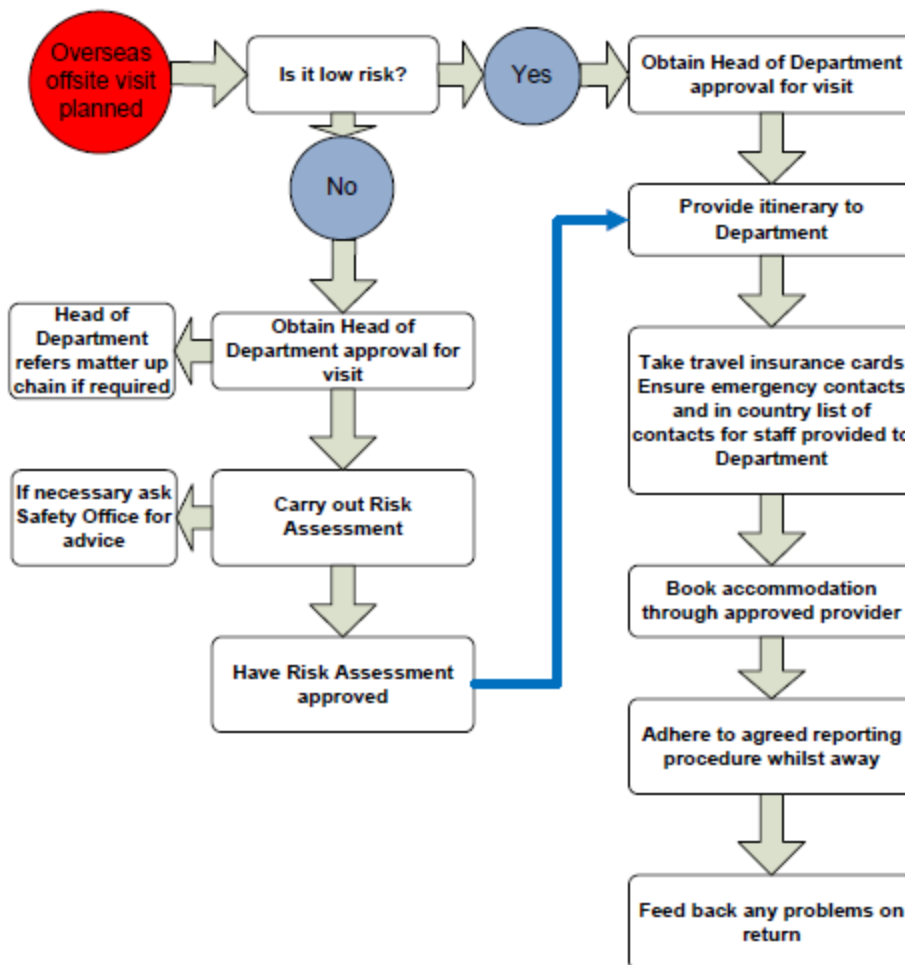 Overseas
offsite visit
planned
Is it low risk?
Yes
Obtain Head of Department
approval for visit
No
Provide itinerary to
Department
Head of
Department
refers matter up
chain if required
Obtain Head of
Department approval for
visit
Take travel insurance cards
Ensure emergency contacts
and in country list of
contacts for staff provided to
Department
If necessary ask
Safety Office for
advice
Carry out Risk
Assessment
Book accommodation
through approved provider
Have Risk Assessment
approved
Adhere to agreed reporting
procedure whilst away
Feed back any problems on
return